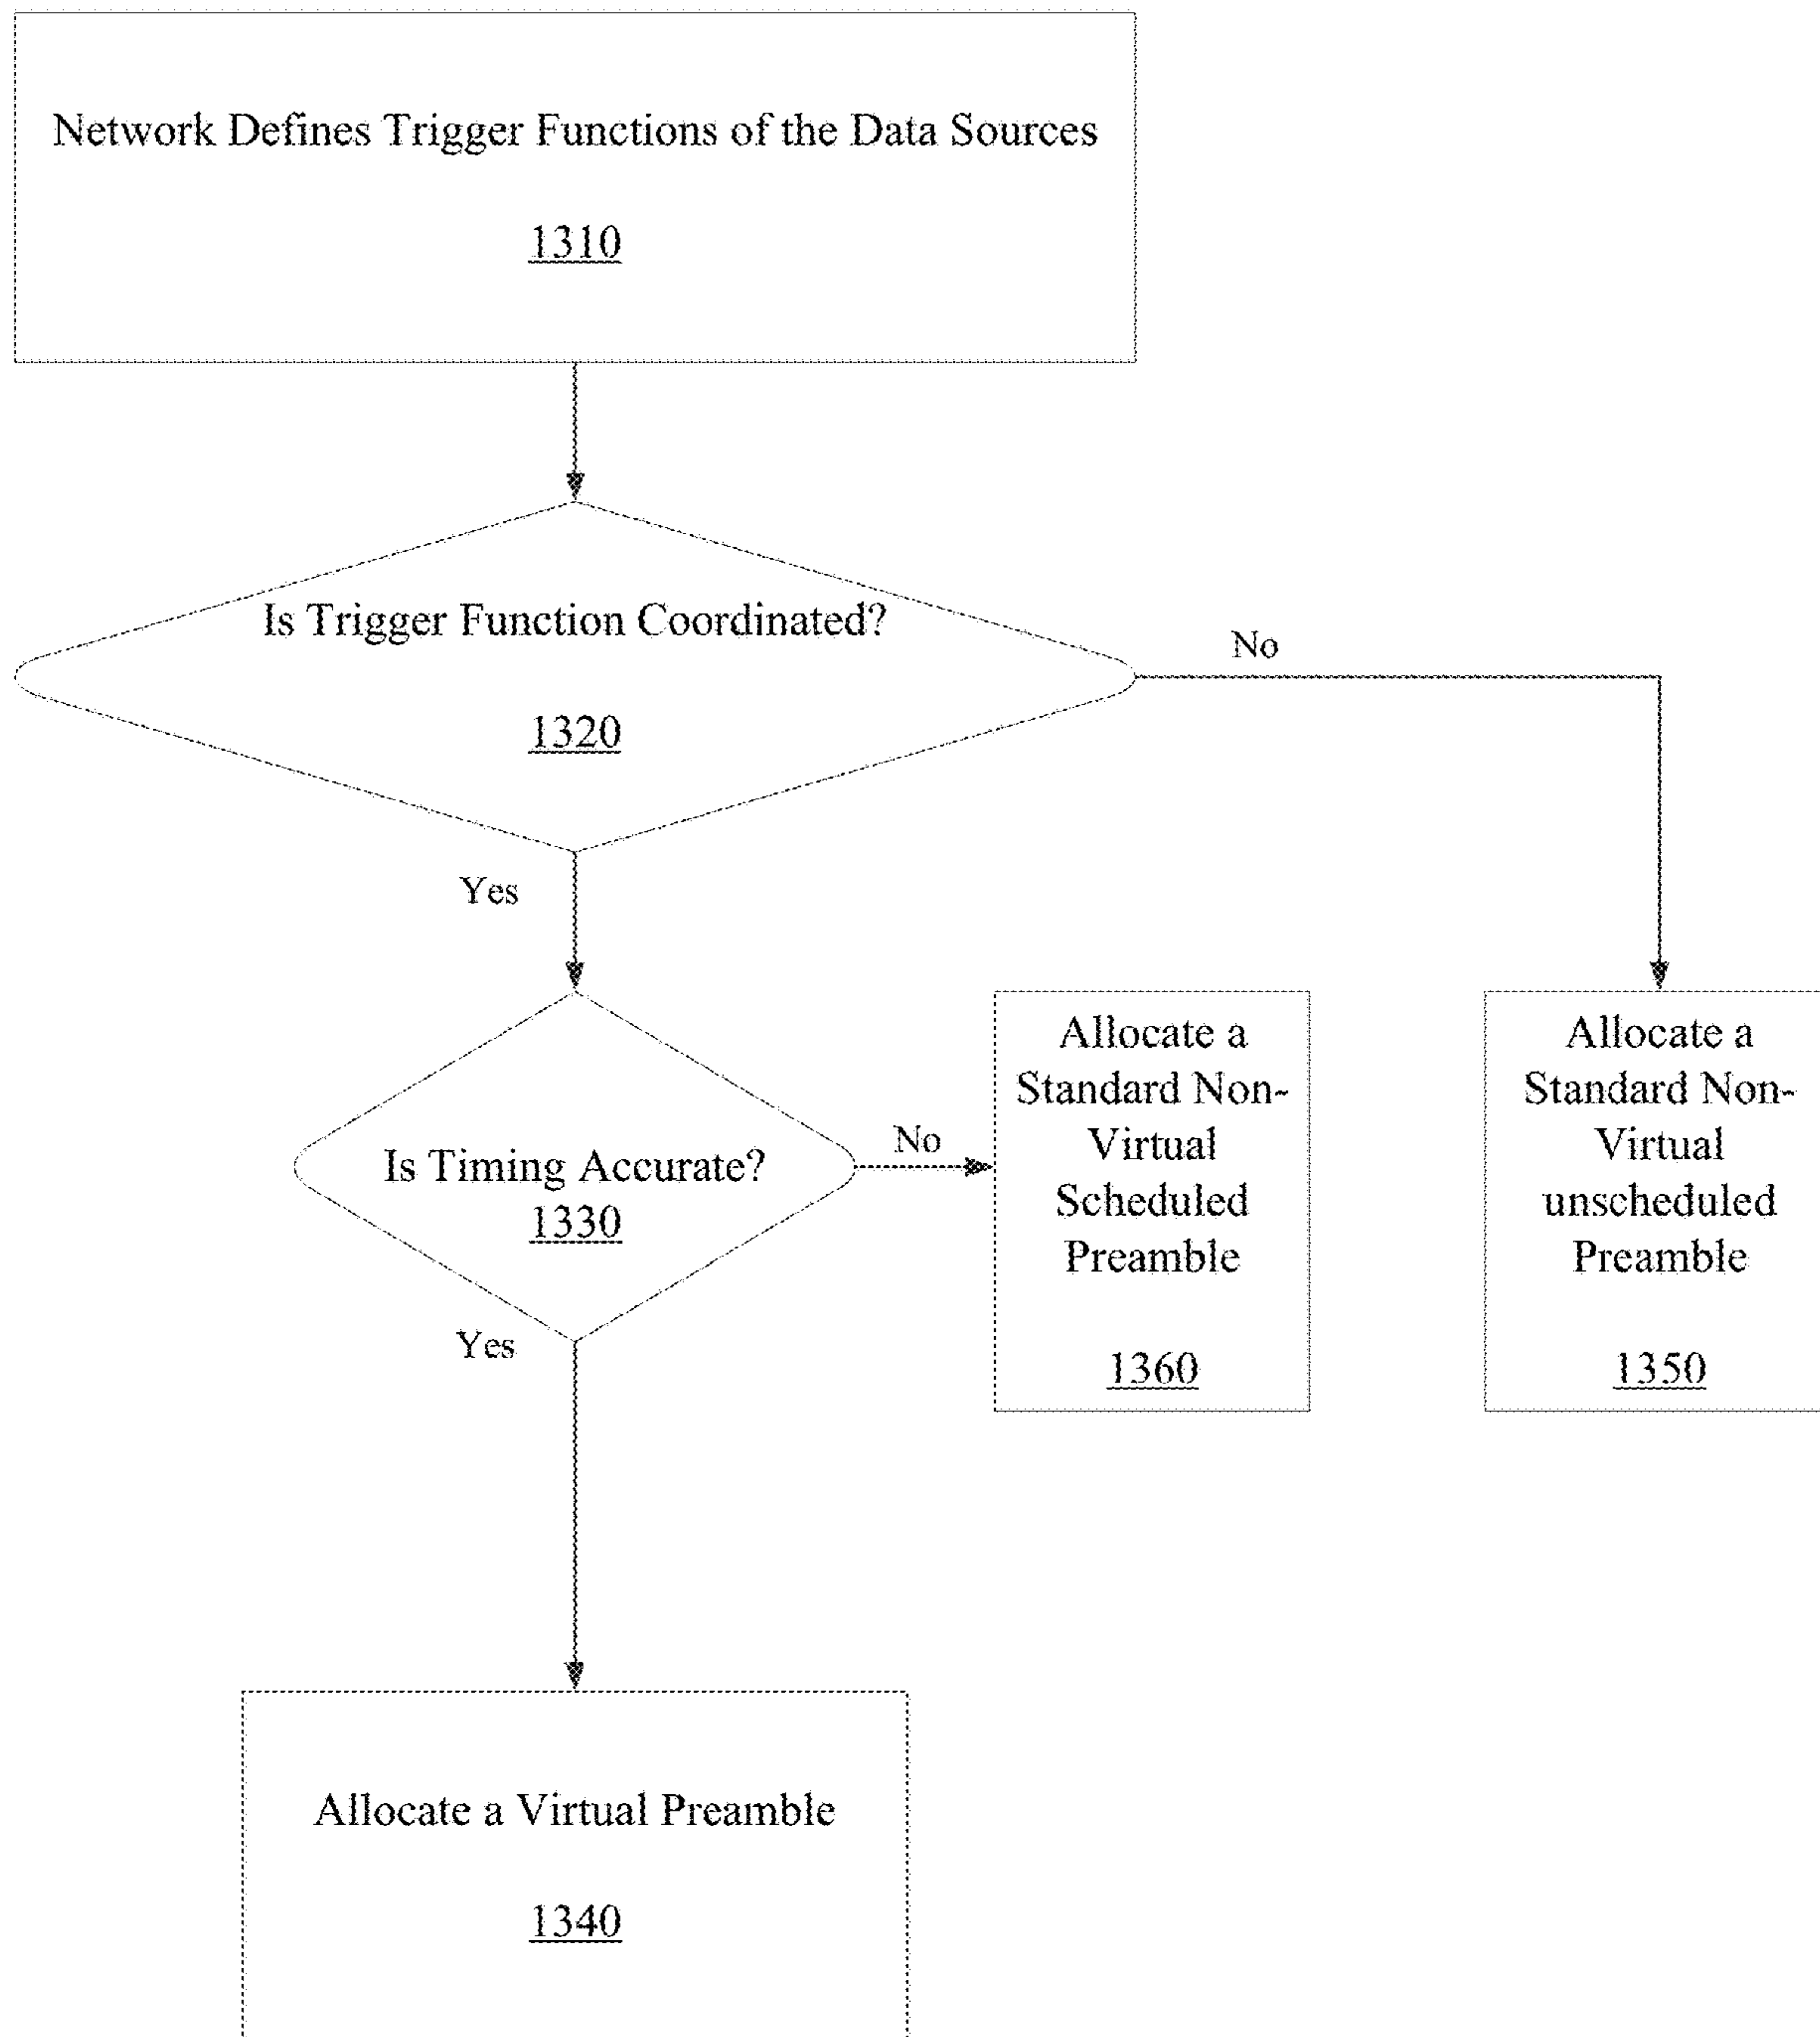 Network Defines Trigger Functions of the Data Sources
1310
Is Trigger Function Coordinated?
1320
No
Yes
Is Timing Accurate?
1330
No
Yes
Allocate a
Standard Non-
Virtual
Scheduled
Preamble
1360
Allocate a
Standard Non-
Virtual
unscheduled
Preamble
1350
Allocate a Virtual Preamble
1340